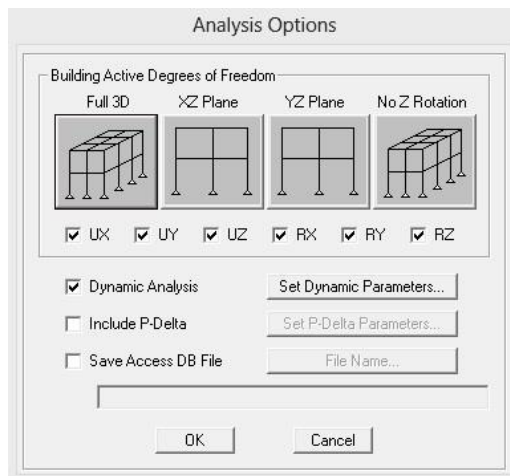 Analysis Options
Building Active Degrees of Freedom
Full 3D XZ Plane YZ Plane No Z Rotation
UX UY UZ RX RY RZ
Dynamic Analysis Set Dynamic Parameters...
Include P-Delta Set P-Delta Parameters...
Save Access DB File File Name...
OK Cancel